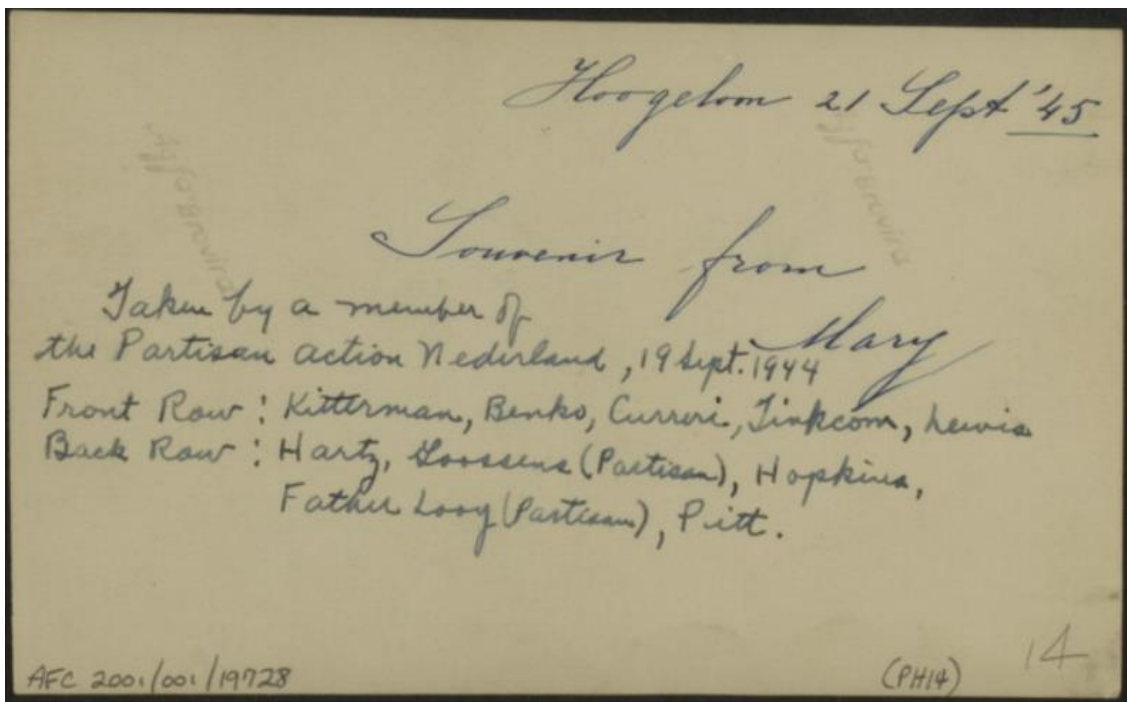 Hoogeloon 21 Sept '45
Souvenir from
Mary
Taken by a member of
the Partisan action Nederland, 19 Sept. 1944
Front Row: Kitterman, Benko, Curreri, Tinkcom, Lewis
Back Row: Hartz, Goossens (Partisan), Hopkins,
Father Looy (Partisan), Pitt.
14
AFC 2001/001/19728
(PH14)